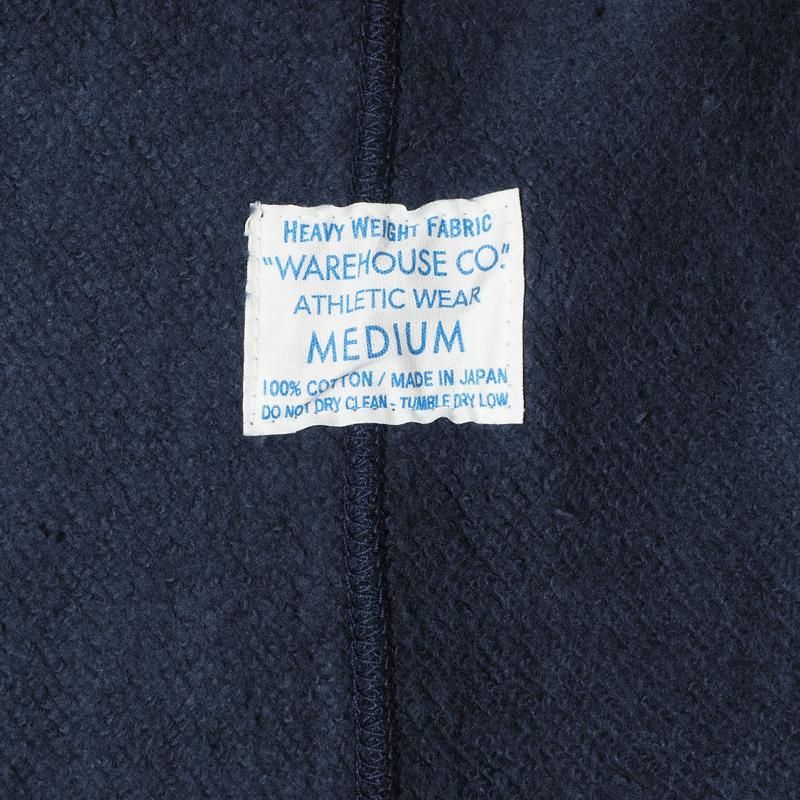 HEAVY WEIGHT FABRIC
"WAREHOUSE CO."
ATHLETIC WEAR
MEDIUM
100% COTTON / MADE IN JAPAN
DO NOT DRY CLEAN - TUMBLE DRY LOW